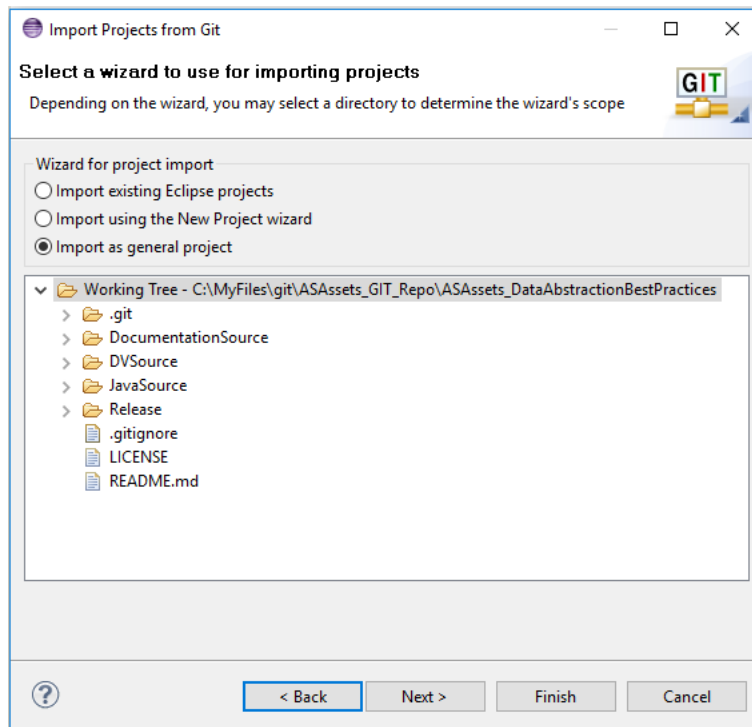 Import Projects from Git
Select a wizard to use for importing projects
Depending on the wizard, you may select a directory to determine the wizard's scope
GIT
Wizard for project import
Import existing Eclipse projects
Import using the New Project wizard
Import as general project
Working Tree - C:\MyFiles\git\ASAssets_GIT_Repo\ASAssets_DataAbstractionBestPractices
.git
DocumentationSource
DVSource
JavaSource
Release
.gitignore
LICENSE
README.md
?
< Back
Next >
Finish
Cancel